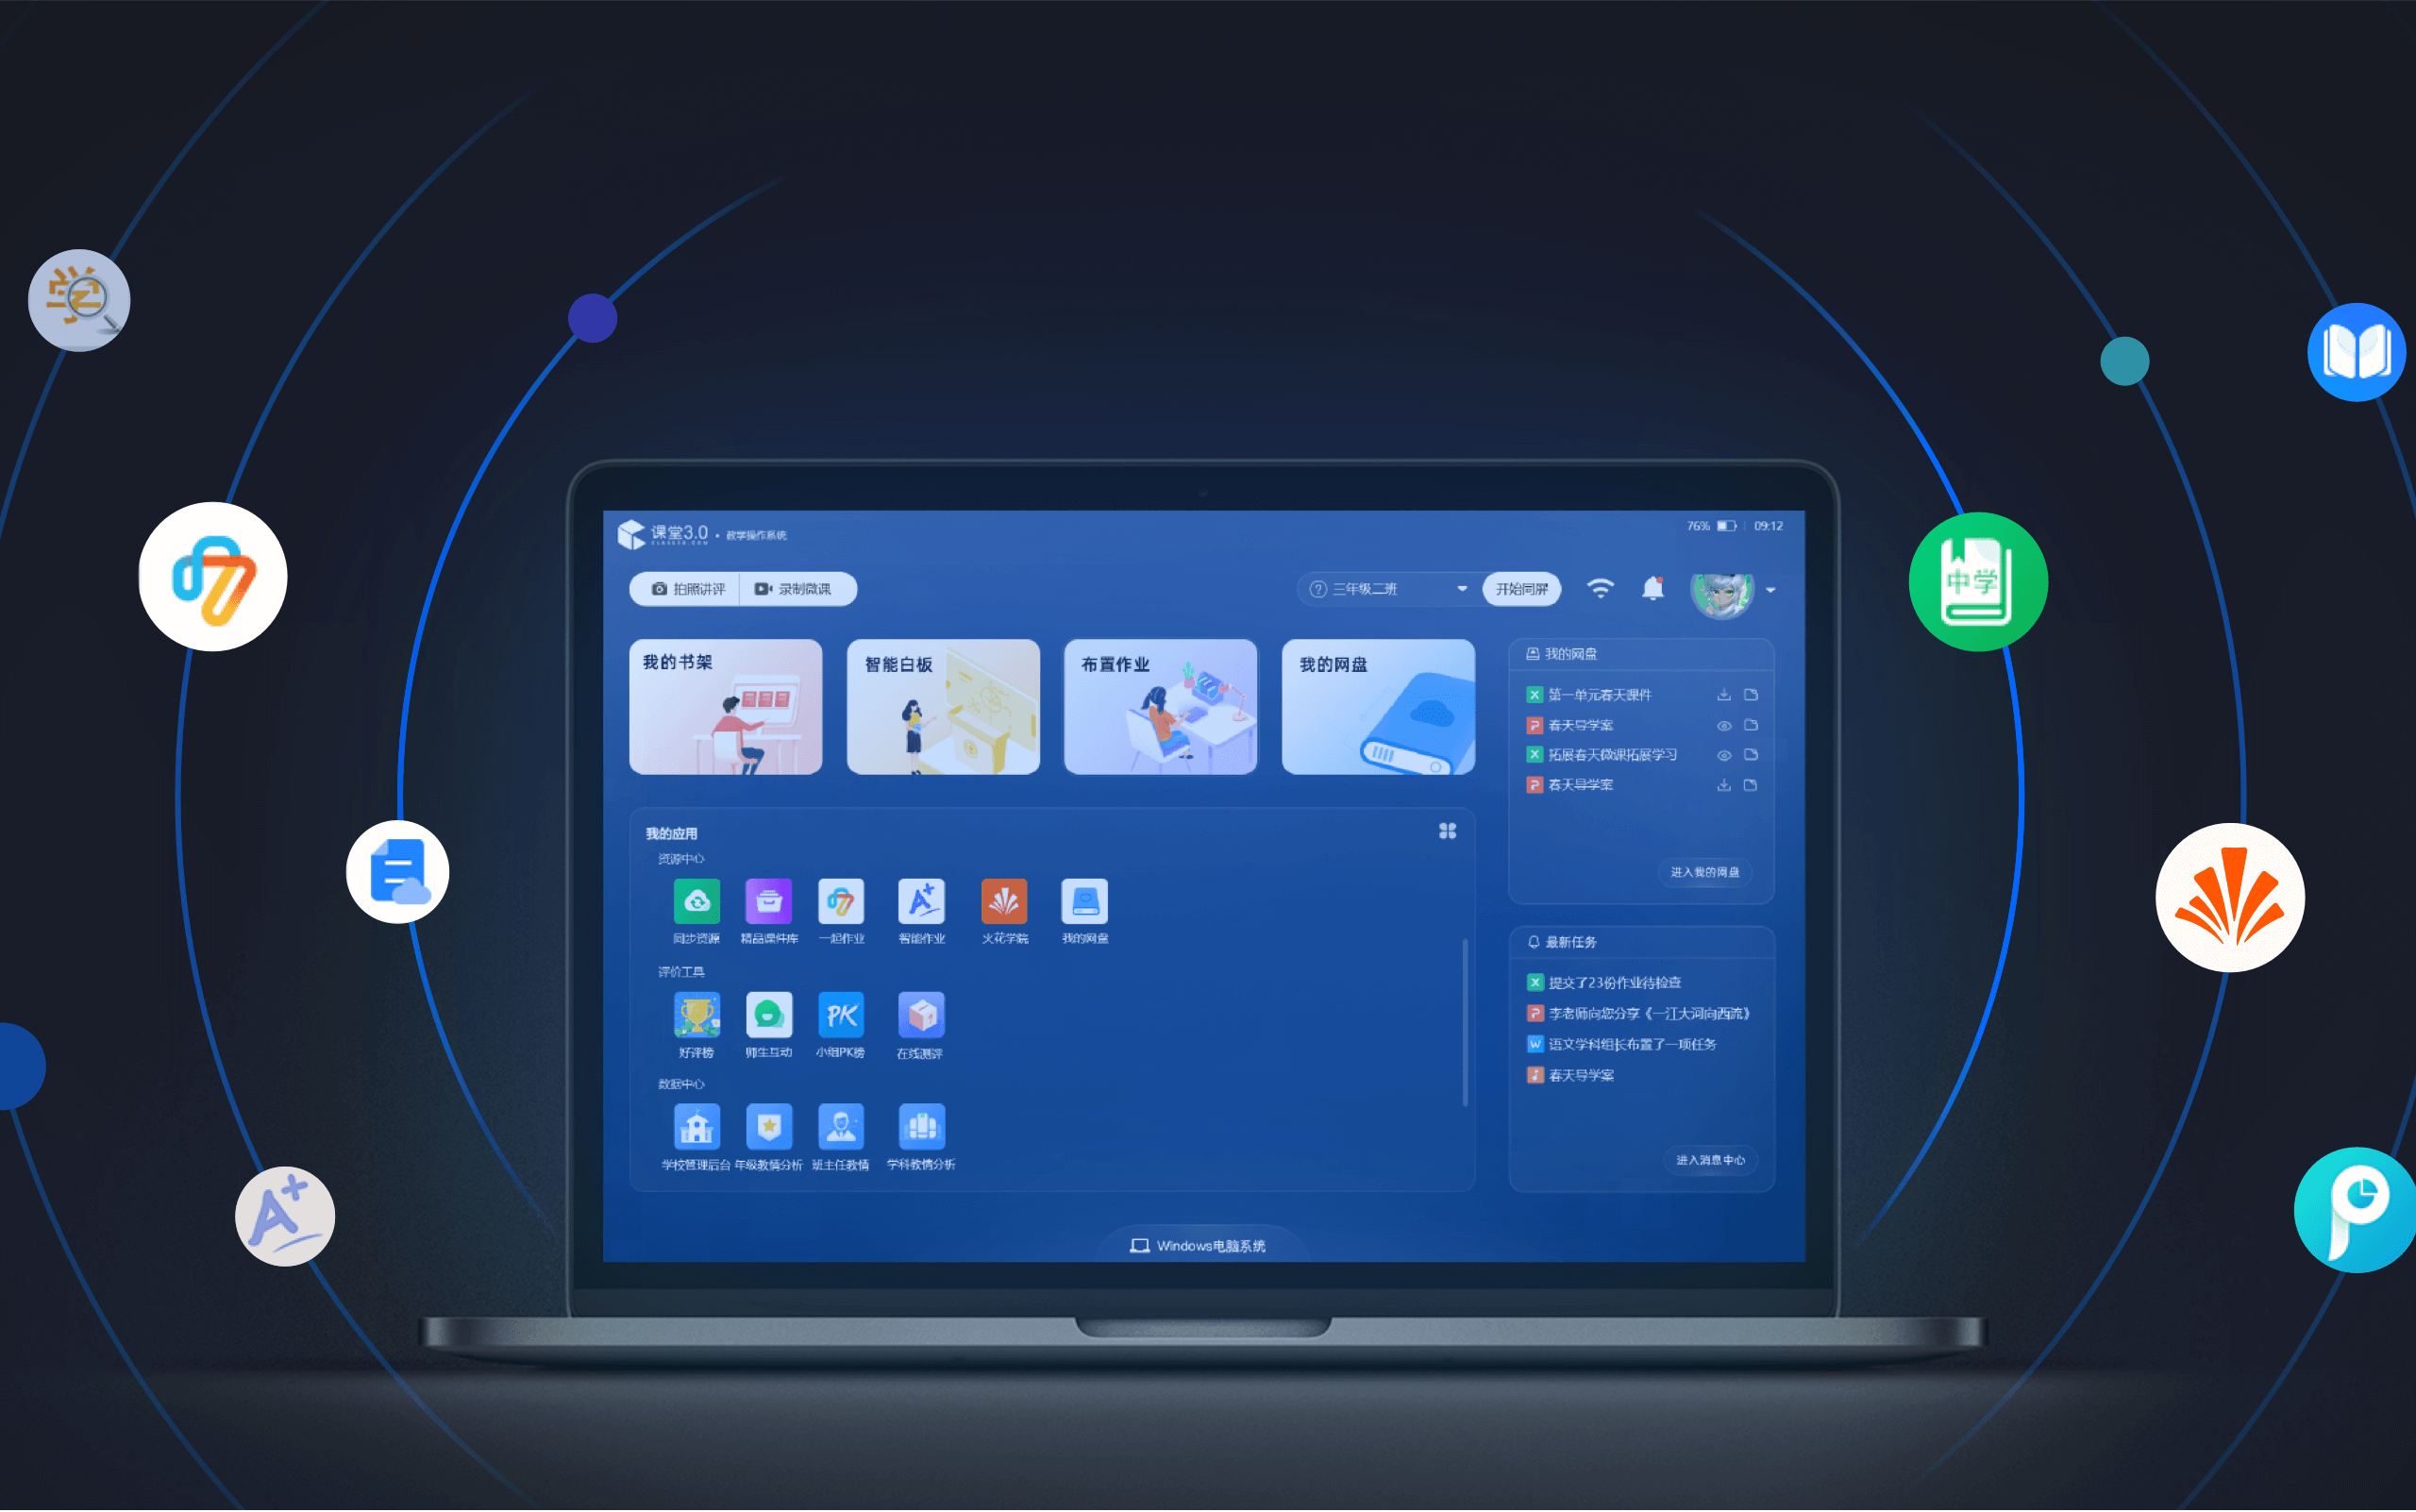 课堂3.0 · 教学操作系统
CLASS30.COM
76% 09:12
拍照讲评 录制微课
三年级二班 开始同屏
我的书架
智能白板
布置作业
我的网盘
我的网盘
第一单元春天课件
春天导学案
拓展春天微课拓展学习
春天导学案
进入我的网盘
我的应用
资源中心
同步资源 精品课件库 一起作业 智能作业 火花学院 我的网盘
评价工具
PK
好评榜 师生互动 小组PK榜 在线测评
数据中心
学校管理后台 年级教情分析 班主任教情 学科教情分析
最新任务
提交了23份作业待检查
李老师向您分享《一江大河向西流》
语文学科组长布置了一项任务
春天导学案
进入消息中心
Windows电脑系统
学
A+
中学